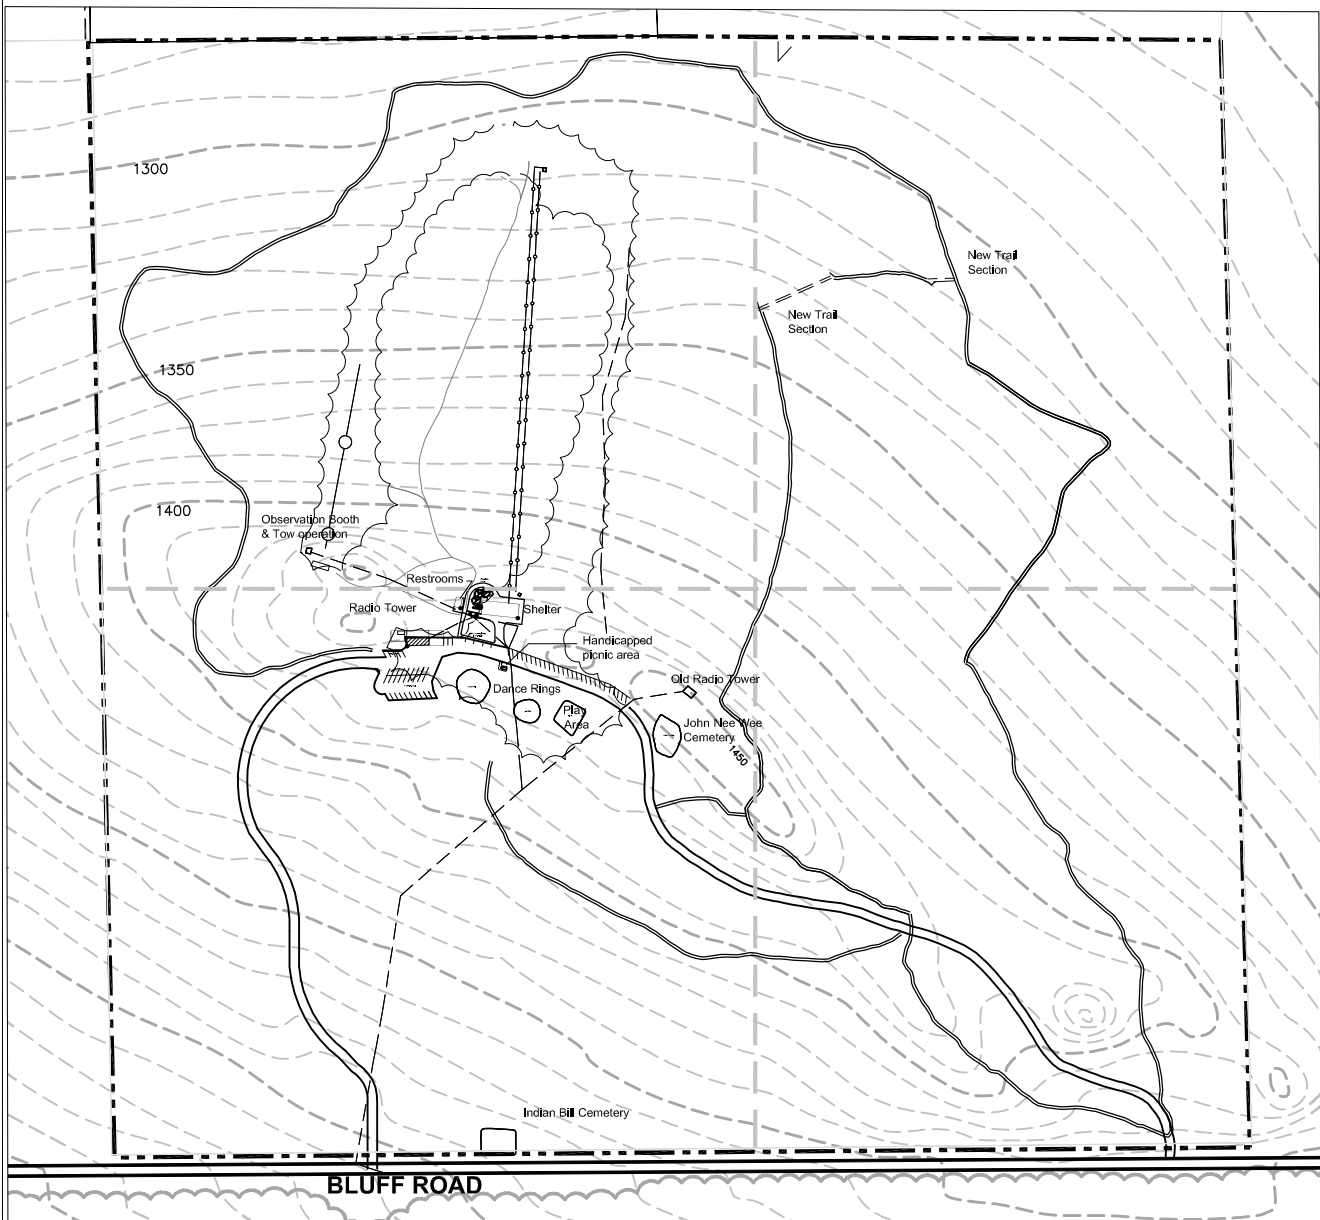 1300
New Trail
Section
New Trail
Section
1350
1400
Observation Booth
& Tow operation
Restrooms
Radio Tower
Shelter
Handicapped
picnic area
Old Radio Tower
Dance Rings
Play
Area
John Nee Wee
Cemetery
1450
Indian Bill Cemetery
BLUFF ROAD